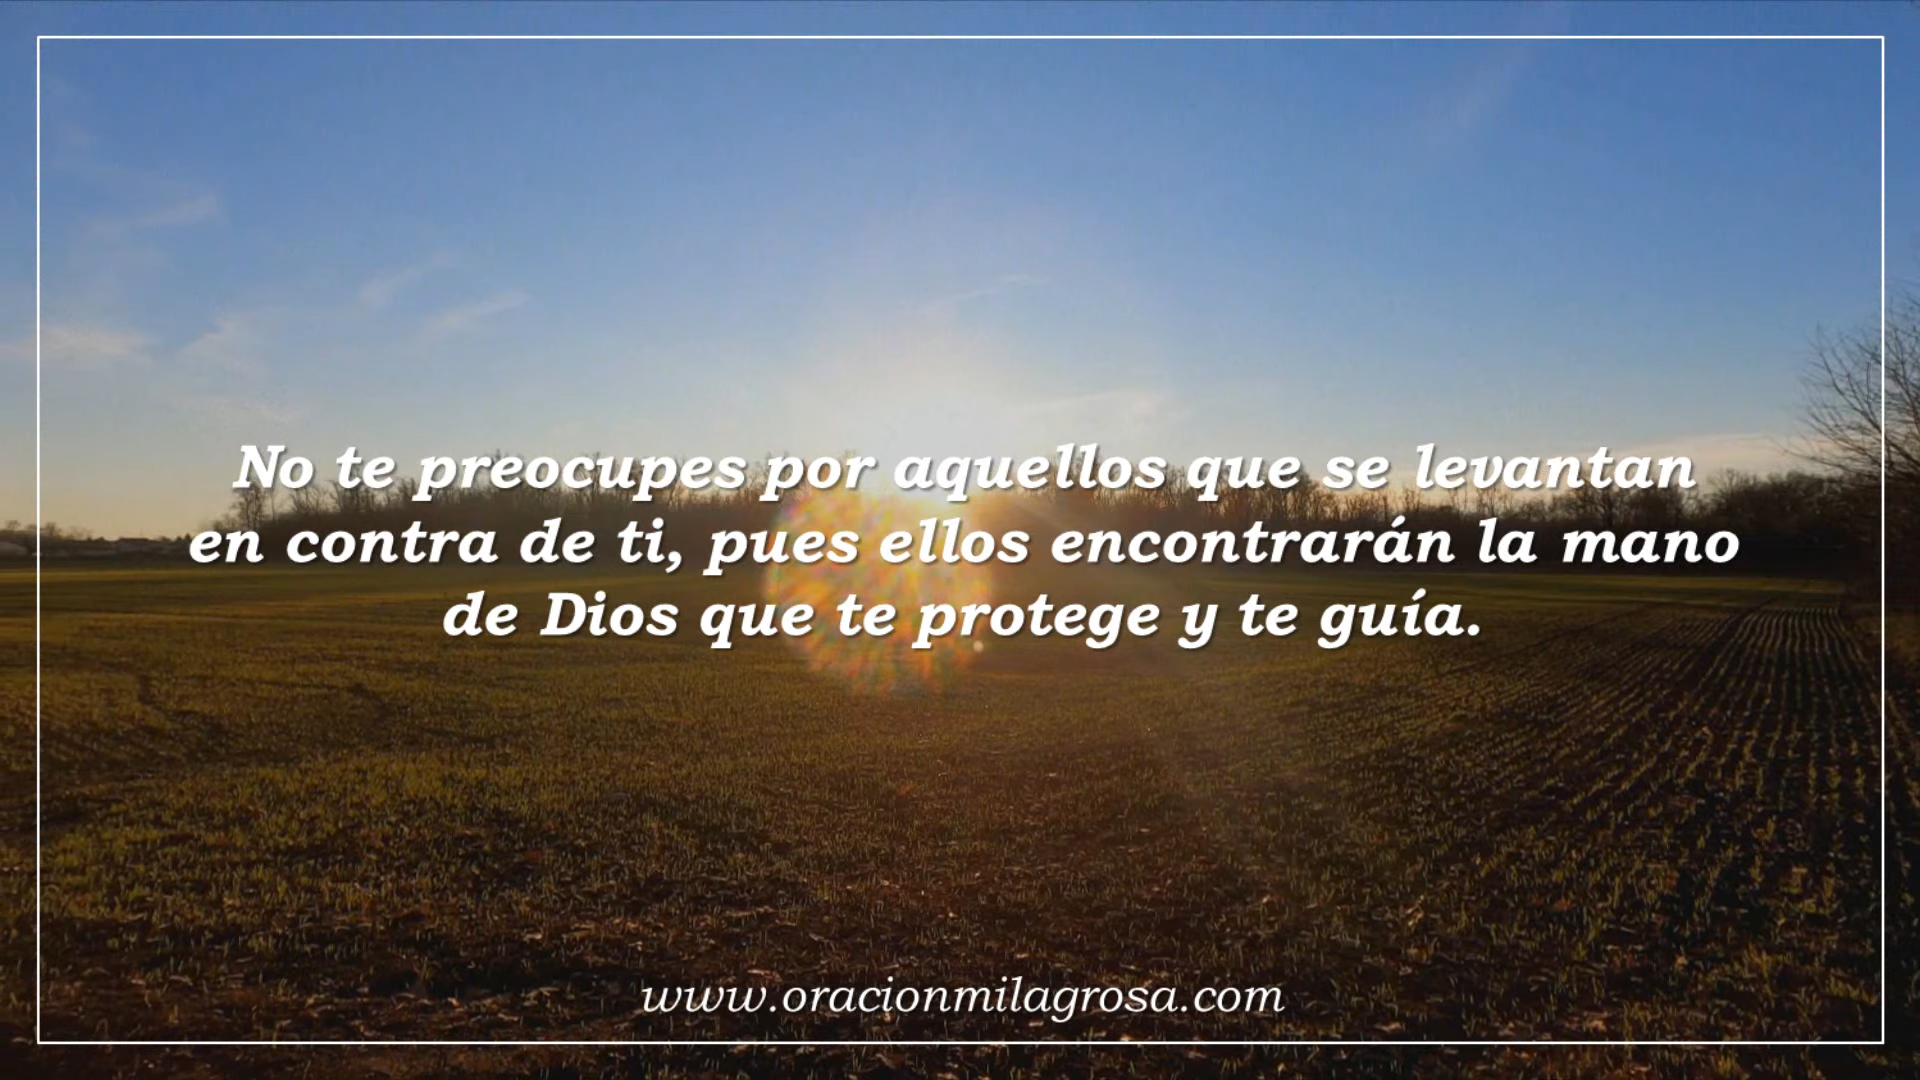 No te preocupes por aquellos que se levantan
en contra de ti, pues ellos encontrarán la mano
de Dios que te protege y te guía.
www.oracionmilagrosa.com